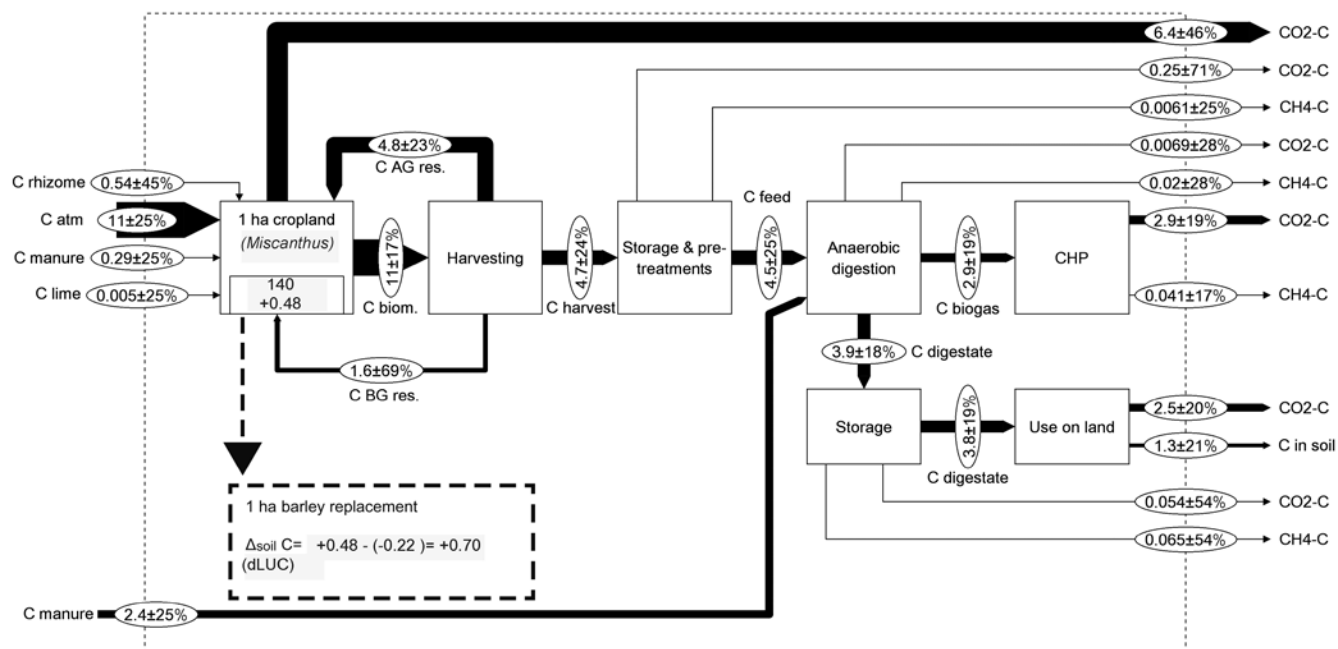 6.4±46% CO2-C
0.25±71% CO2-C
0.0061±25% CH4-C
0.0069±28% CO2-C
0.02±28% CH4-C
2.9±19% CO2-C
0.041±17% CH4-C
4.8±23%
C AG res.
C rhizome 0.54±45%
C atm 11±25%
C manure 0.29±25%
C lime 0.005±25%
1 ha cropland
(Miscanthus)
140
+0.48
11±17%
C biom.
Harvesting
4.7±24%
C harvest
Storage & pre-
treatments
C feed
4.5±25%
Anaerobic
digestion
2.9±19%
C biogas
CHP
1.6±69%
C BG res.
3.9±18% C digestate
Storage
3.8±19%
C digestate
Use on land
2.5±20% CO2-C
1.3±21% C in soil
0.054±54% CO2-C
0.065±54% CH4-C
1 ha barley replacement
Δsoil C= +0.48 - (-0.22 )= +0.70
(dLUC)
C manure 2.4±25%